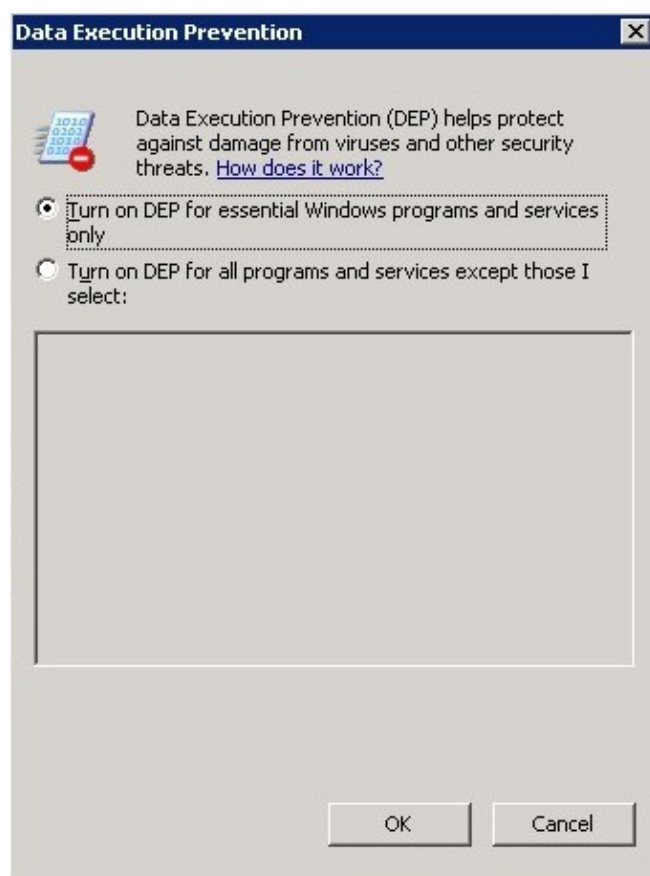 Data Execution Prevention
Data Execution Prevention (DEP) helps protect
against damage from viruses and other security
threats. How does it work?
Turn on DEP for essential Windows programs and services
only
Turn on DEP for all programs and services except those I
select:
OK Cancel